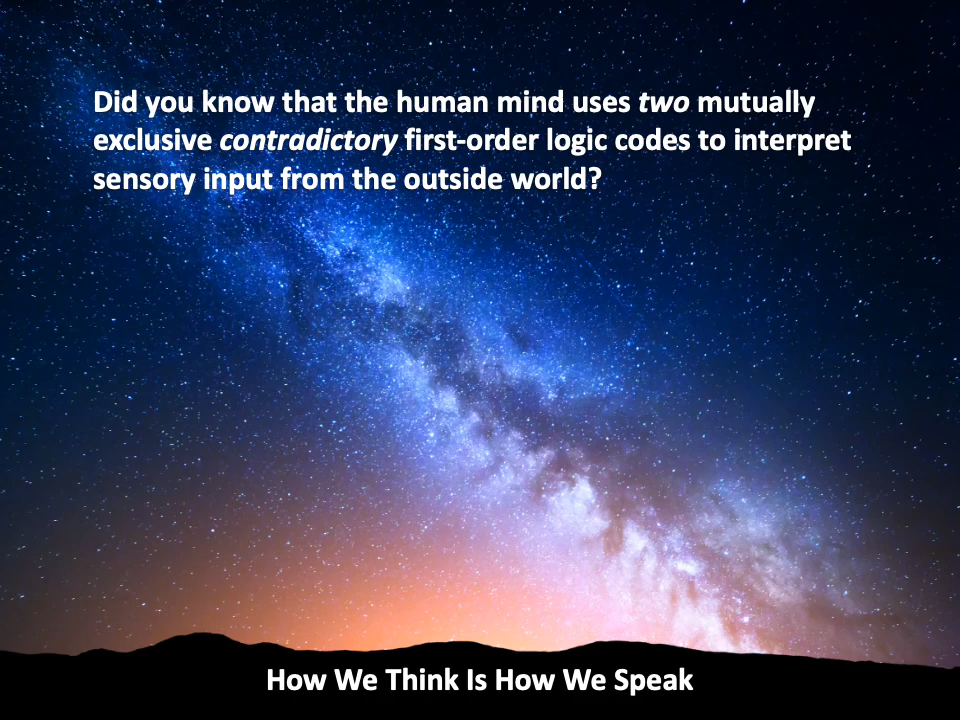 Did you know that the human mind uses two mutually
exclusive contradictory first-order logic codes to interpret
sensory input from the outside world?
How We Think Is How We Speak